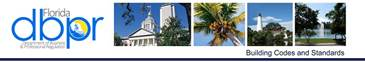 Florida
dbpr
Department of Business
& Professional Regulation
Building Codes and Standards